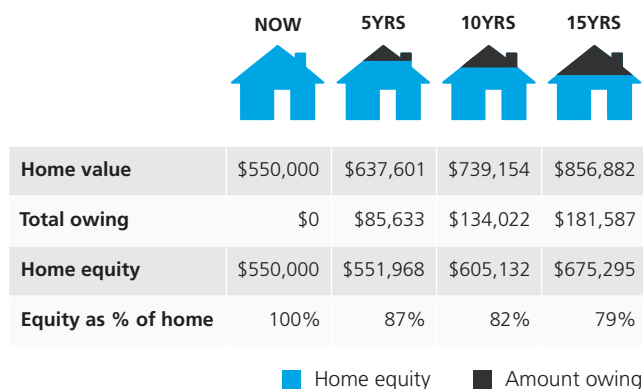 NOW 5YRS 10YRS 15YRS
Home value $550,000 $637,601 $739,154 $856,882
Total owing $0 $85,633 $134,022 $181,587
Home equity $550,000 $551,968 $605,132 $675,295
Equity as % of home 100% 87% 82% 79%
Home equity Amount owing